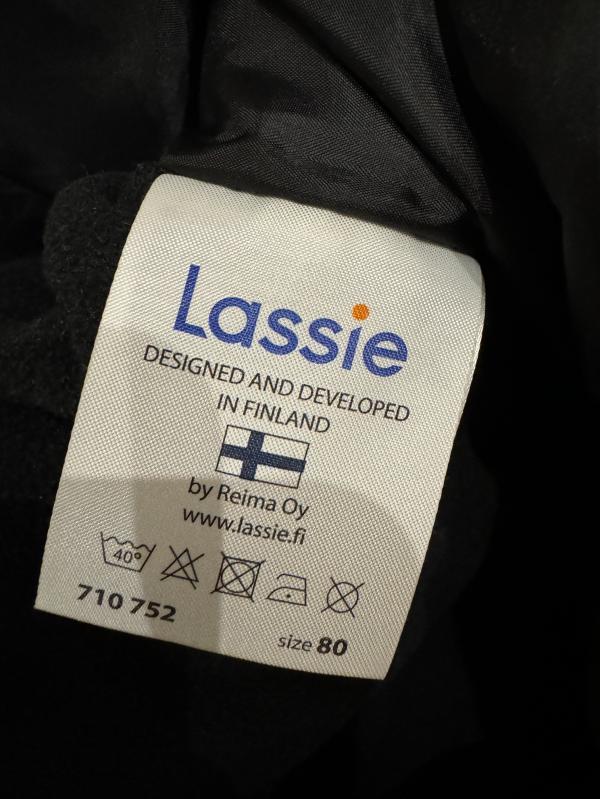 Lassie
DESIGNED AND DEVELOPED
IN FINLAND
by Reima Oy
www.lassie.fi
40°
710 752
size 80